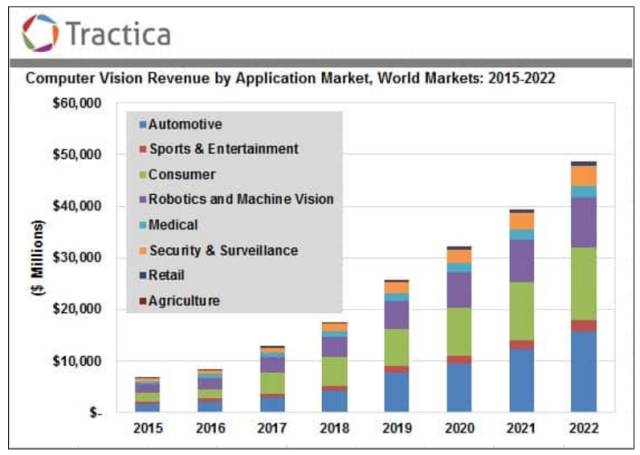 Tractica
Computer Vision Revenue by Application Market, World Markets: 2015-2022
$60,000
$50,000
$40,000
$30,000
$20,000
$10,000
$-
($ Millions)
Automotive
Sports & Entertainment
Consumer
Robotics and Machine Vision
Medical
Security & Surveillance
Retail
Agriculture
2015 2016 2017 2018 2019 2020 2021 2022